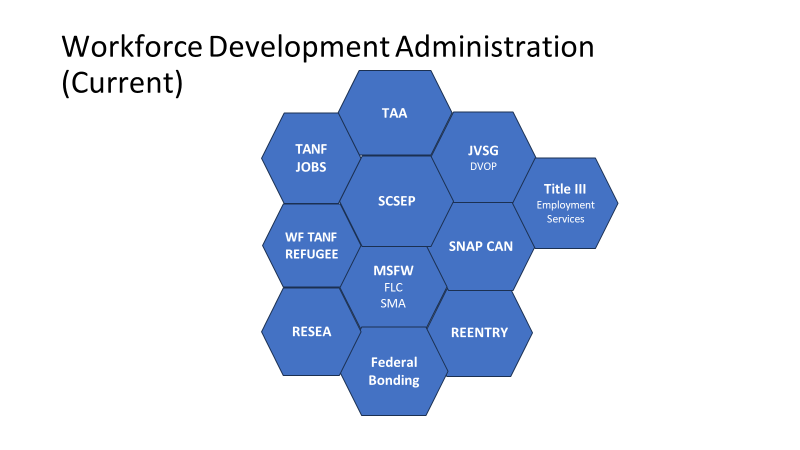 Workforce Development Administration
(Current)
TAA
TANF
JOBS
JVSG
DVOP
Title III
Employment
Services
SCSEP
WF TANF
REFUGEE
SNAP CAN
MSFW
FLC
SMA
RESEA
REENTRY
Federal
Bonding